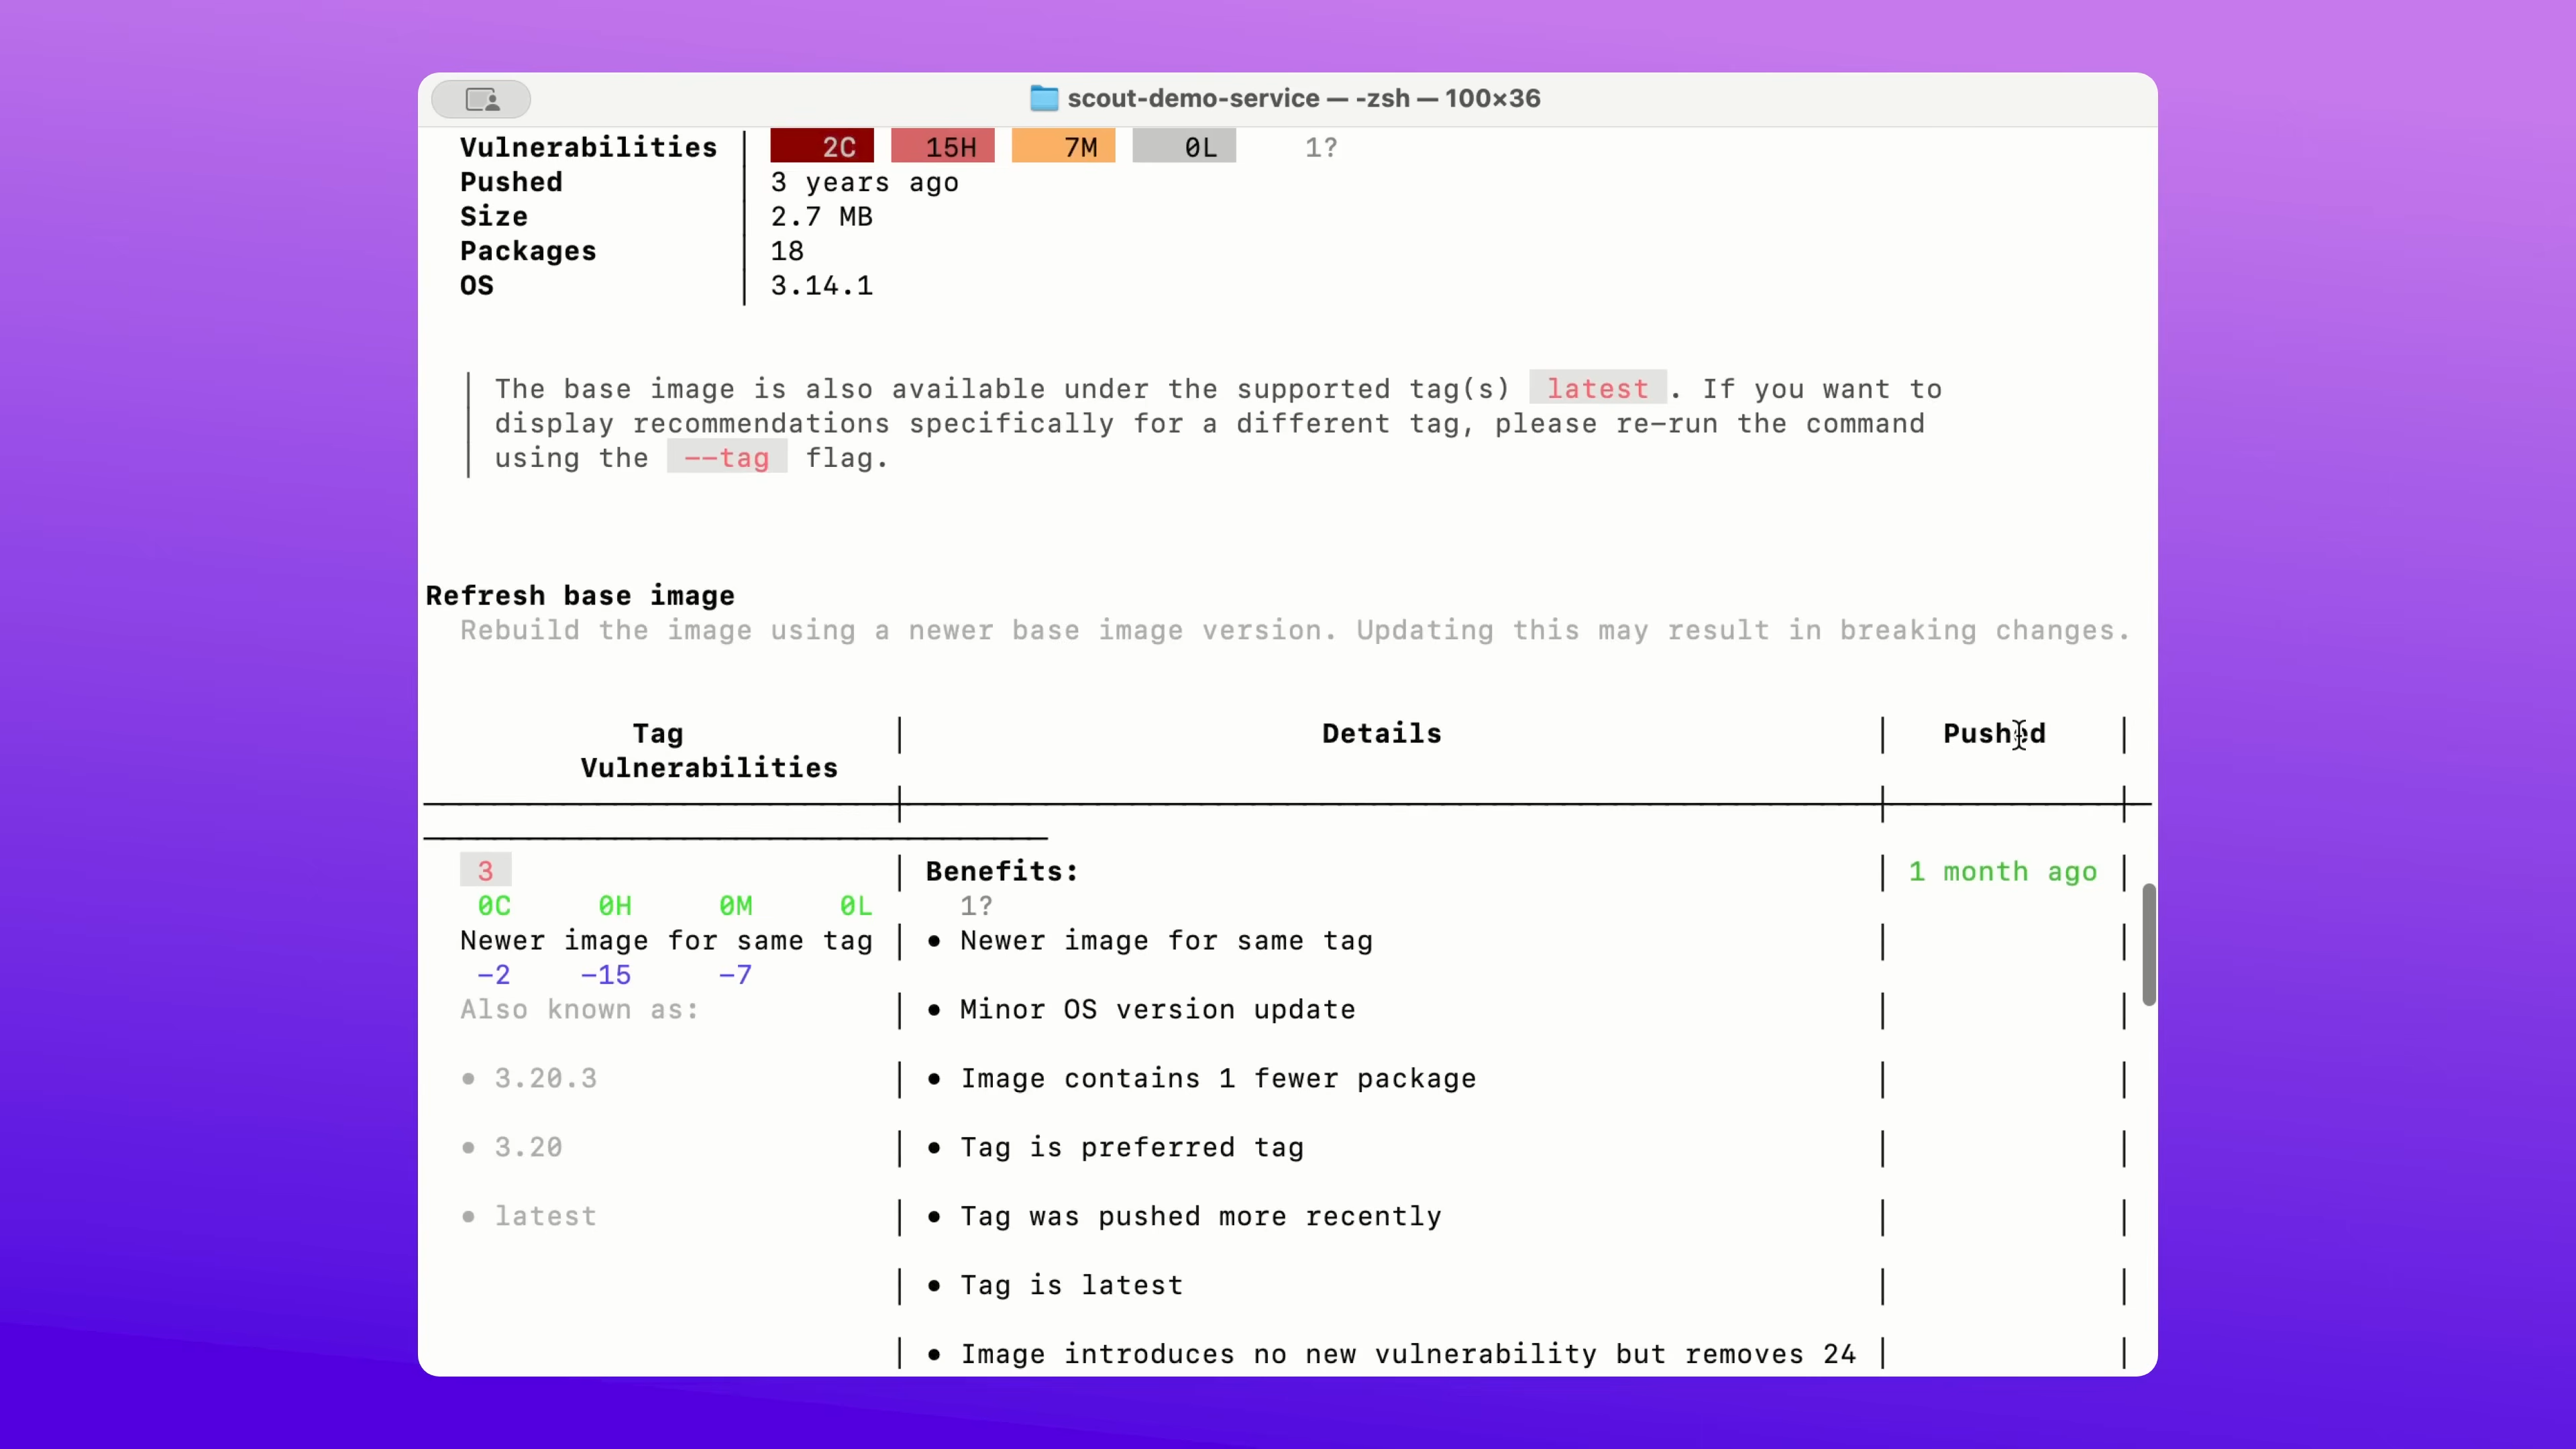 scout-demo-service — -zsh — 100×36
Vulnerabilities 2C 15H 7M 0L 1?
Pushed 3 years ago
Size 2.7 MB
Packages 18
OS 3.14.1
The base image is also available under the supported tag(s) latest . If you want to
display recommendations specifically for a different tag, please re-run the command
using the --tag flag.
Refresh base image
Rebuild the image using a newer base image version. Updating this may result in breaking changes.
Tag Details Pushed
Vulnerabilities
3 Benefits: 1 month ago
0C 0H 0M 0L 1?
Newer image for same tag • Newer image for same tag
-2 -15 -7
Also known as: • Minor OS version update
• 3.20.3 • Image contains 1 fewer package
• 3.20 • Tag is preferred tag
• latest • Tag was pushed more recently
• Tag is latest
• Image introduces no new vulnerability but removes 24